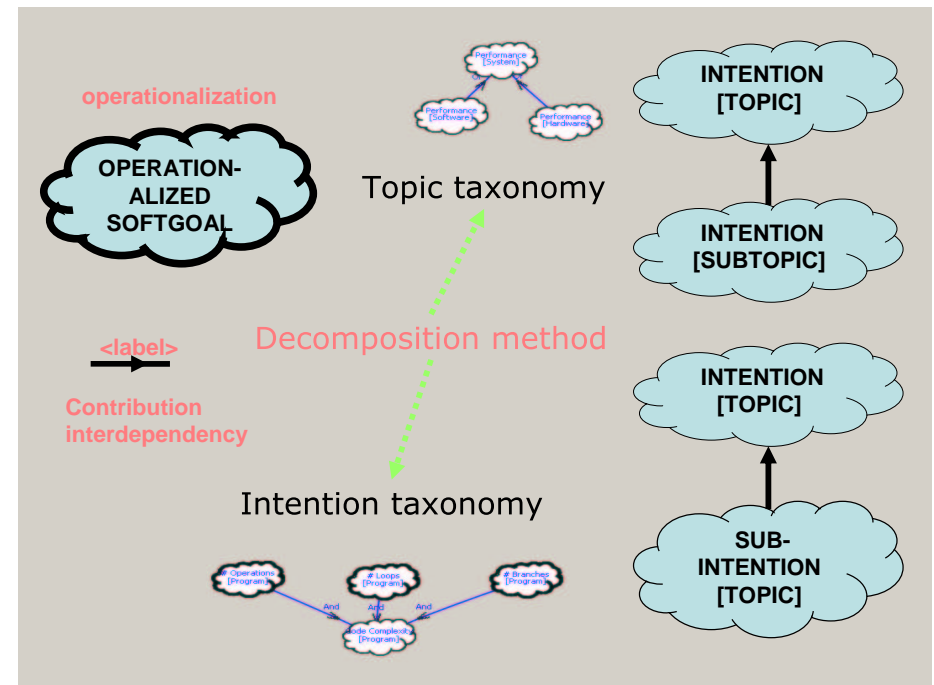 operationalization
OPERATION-
ALIZED
SOFTGOAL
<label>
Contribution
interdependency
Performance
[System]
Performance
[Software]
Performance
[Hardware]
Topic taxonomy
Decomposition method
Intention taxonomy
# Operations
[Program]
# Loops
[Program]
# Branches
[Program]
And
And
And
Code Complexity
[Program]
INTENTION
[TOPIC]
INTENTION
[SUBTOPIC]
INTENTION
[TOPIC]
SUB-
INTENTION
[TOPIC]